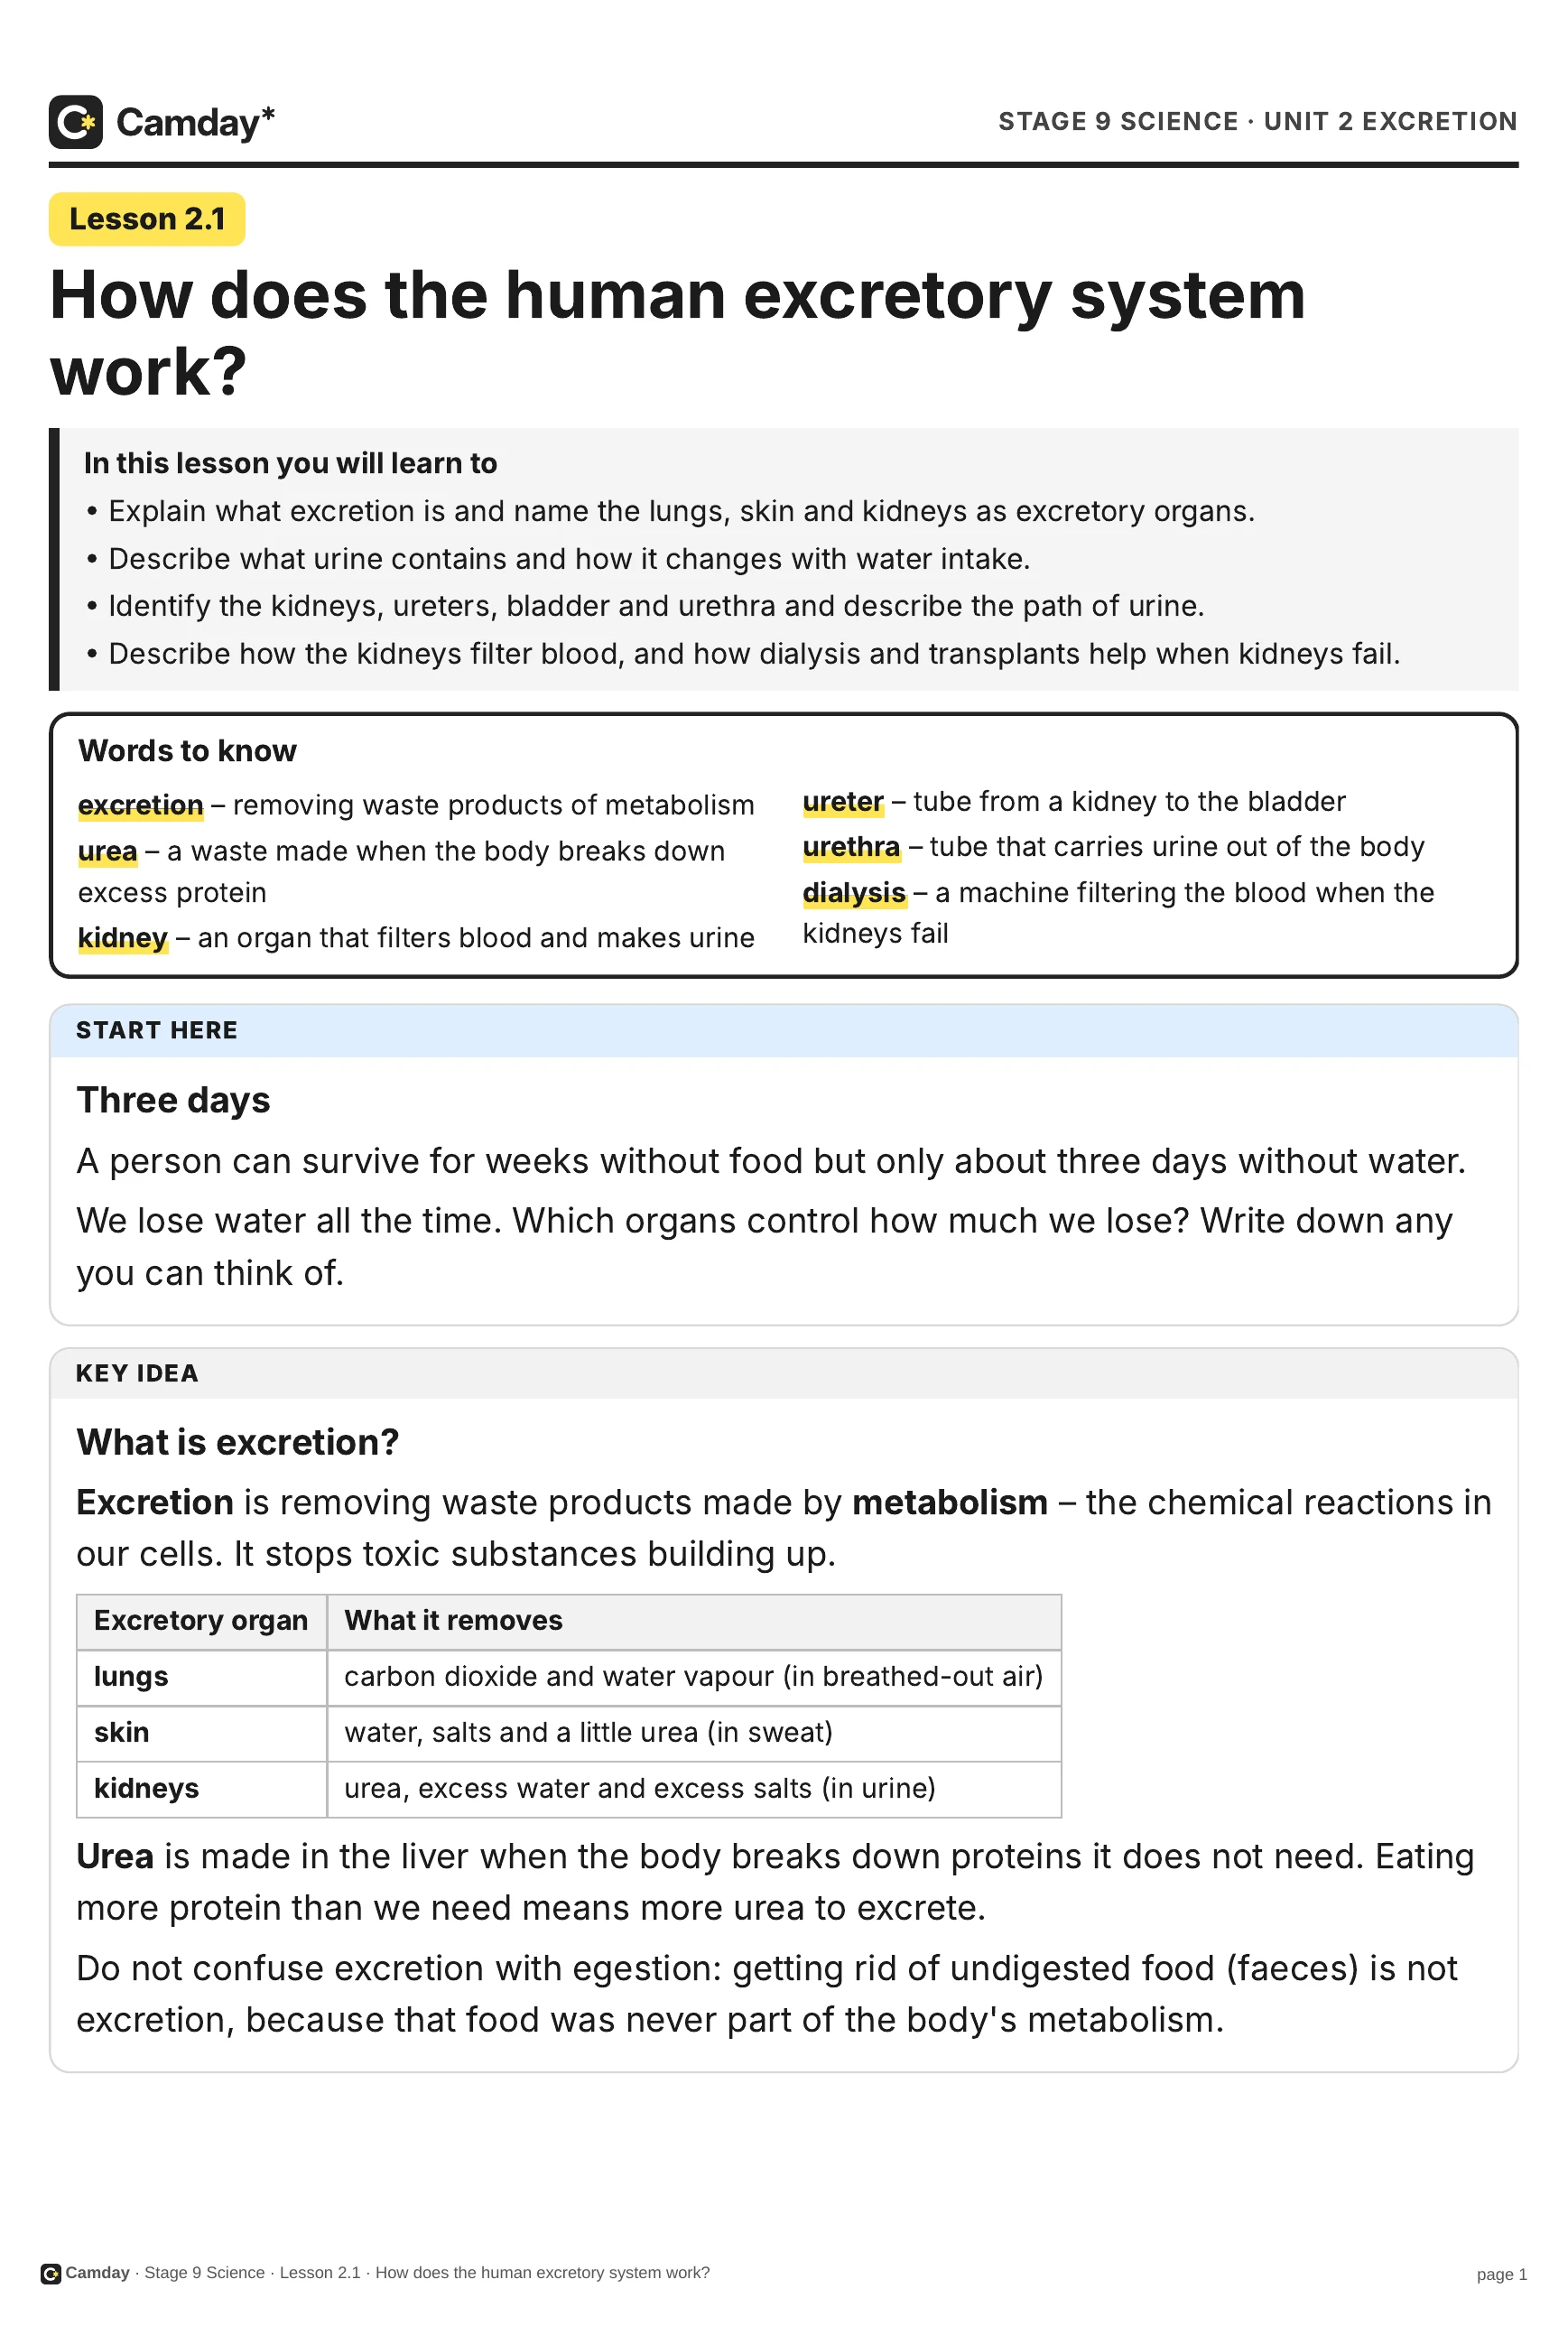 Camday*
STAGE 9 SCIENCE · UNIT 2 EXCRETION
Lesson 2.1
How does the human excretory system
work?
In this lesson you will learn to
• Explain what excretion is and name the lungs, skin and kidneys as excretory organs.
• Describe what urine contains and how it changes with water intake.
• Identify the kidneys, ureters, bladder and urethra and describe the path of urine.
• Describe how the kidneys filter blood, and how dialysis and transplants help when kidneys fail.
Words to know
excretion – removing waste products of metabolism
urea – a waste made when the body breaks down
excess protein
kidney – an organ that filters blood and makes urine
ureter – tube from a kidney to the bladder
urethra – tube that carries urine out of the body
dialysis – a machine filtering the blood when the
kidneys fail
START HERE
Three days
A person can survive for weeks without food but only about three days without water.
We lose water all the time. Which organs control how much we lose? Write down any
you can think of.
KEY IDEA
What is excretion?
Excretion is removing waste products made by metabolism – the chemical reactions in
our cells. It stops toxic substances building up.
Excretory organ What it removes
lungs carbon dioxide and water vapour (in breathed-out air)
skin water, salts and a little urea (in sweat)
kidneys urea, excess water and excess salts (in urine)
Urea is made in the liver when the body breaks down proteins it does not need. Eating
more protein than we need means more urea to excrete.
Do not confuse excretion with egestion: getting rid of undigested food (faeces) is not
excretion, because that food was never part of the body's metabolism.
Camday · Stage 9 Science · Lesson 2.1 · How does the human excretory system work?
page 1